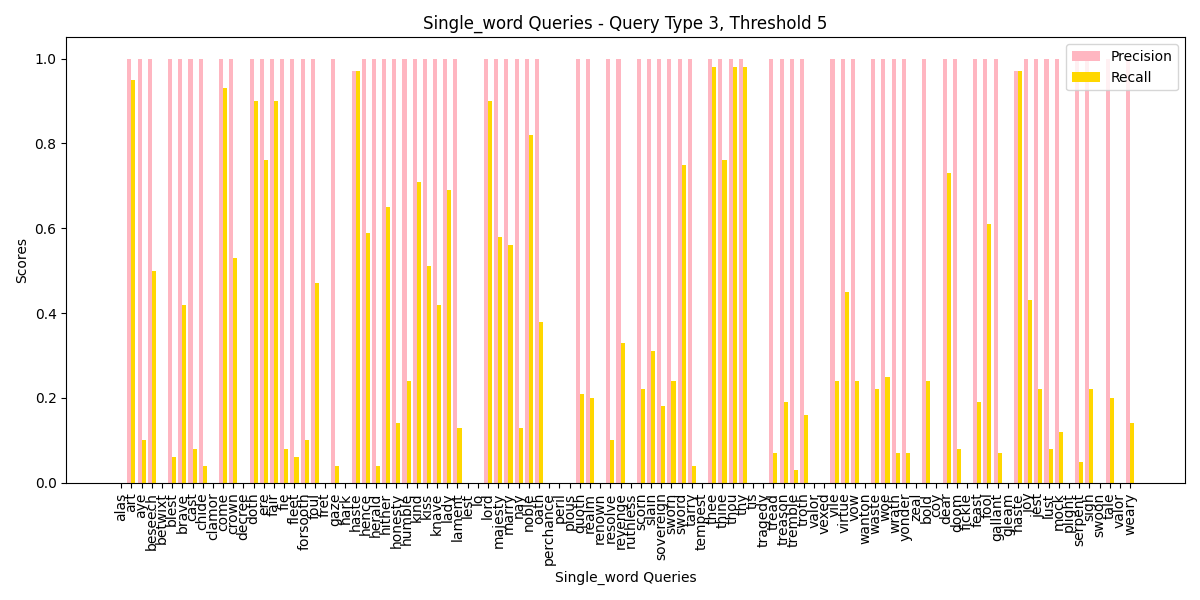 Single_word Queries - Query Type 3, Threshold 5
Precision
Recall
Scores
1.0
0.8
0.6
0.4
0.2
0.0
alas
art
aye
beseech
betwixt
blest
brave
cast
chide
clamor
come
crown
decree
doth
ere
fair
fie
fleet
forsooth
foul
fret
gaze
hark
haste
hence
herald
hither
honesty
humble
kind
kiss
knave
lady
lament
lest
lo
lord
majesty
marry
nay
noble
oath
perchance
peril
pious
quoth
realm
renown
resolve
revenge
ruthless
scorn
slain
sovereign
sworn
sword
tarry
tempest
thee
thine
thou
thy
tis
tragedy
tread
treason
tremble
troth
valor
vexed
vile
virtue
vow
wanton
waste
woe
wrath
yonder
zeal
bold
coy
dear
doom
fickle
feast
fool
gallant
gleam
haste
joy
jest
lust
mock
plight
serpent
sigh
swoon
tale
valor
weary
Single_word Queries